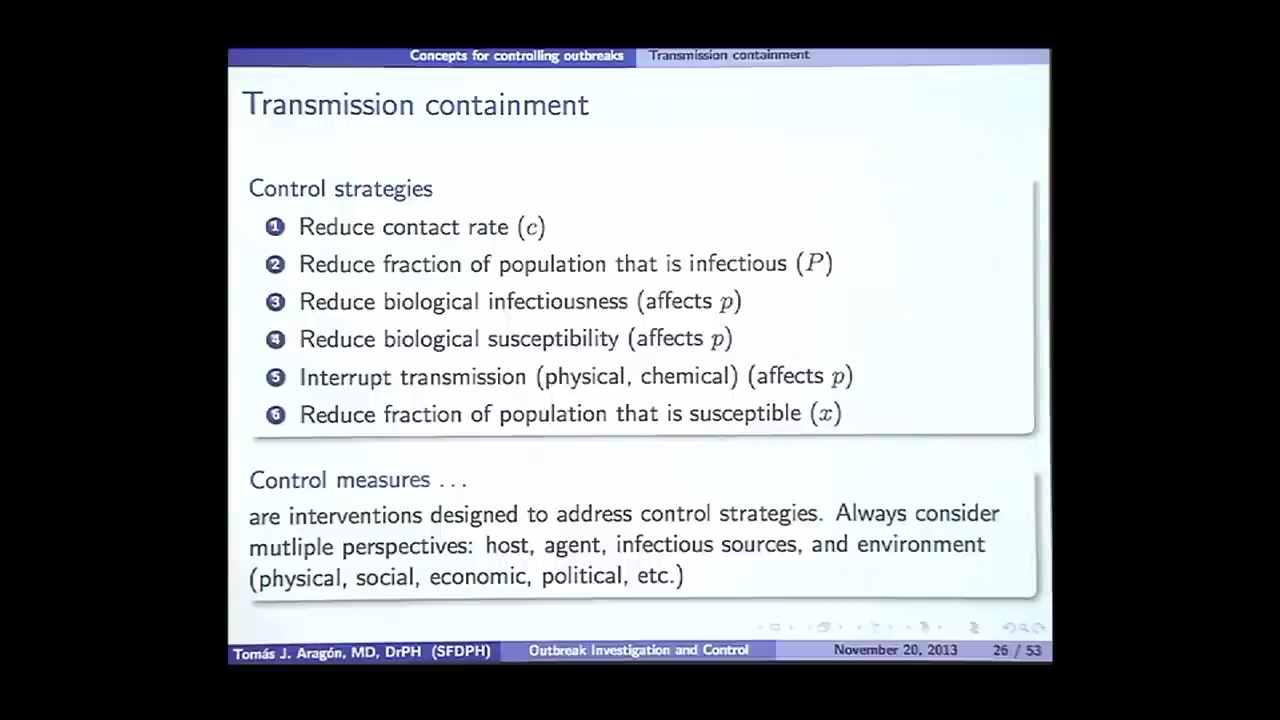 Concepts for controlling outbreaks Transmission containment
Transmission containment
Control strategies
1 Reduce contact rate (c)
2 Reduce fraction of population that is infectious (P)
3 Reduce biological infectiousness (affects p)
4 Reduce biological susceptibility (affects p)
5 Interrupt transmission (physical, chemical) (affects p)
6 Reduce fraction of population that is susceptible (x)
Control measures ...
are interventions designed to address control strategies. Always consider
mutliple perspectives: host, agent, infectious sources, and environment
(physical, social, economic, political, etc.)
Tomás J. Aragón, MD, DrPH (SFDPH) Outbreak Investigation and Control November 20, 2013 26 / 53